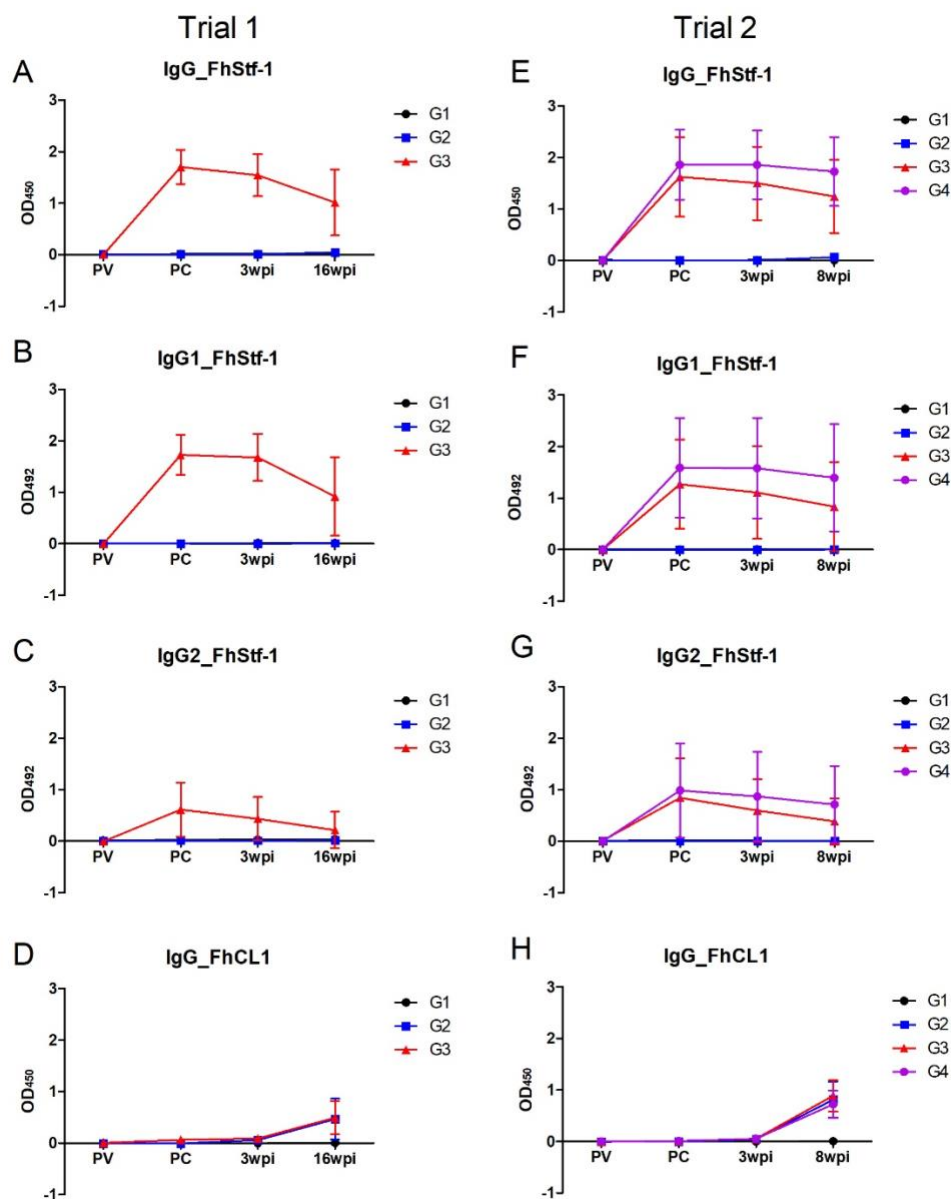 Trial 1
A
IgG_FhStf-1
3
2
1
0
-1
OD450
PV PC 3wpi 16wpi
G1
G2
G3
B
IgG1_FhStf-1
3
2
1
0
-1
OD492
PV PC 3wpi 16wpi
G1
G2
G3
C
IgG2_FhStf-1
3
2
1
0
-1
OD492
PV PC 3wpi 16wpi
G1
G2
G3
D
IgG_FhCL1
3
2
1
0
-1
OD450
PV PC 3wpi 16wpi
G1
G2
G3
Trial 2
E
IgG_FhStf-1
3
2
1
0
-1
OD450
PV PC 3wpi 8wpi
G1
G2
G3
G4
F
IgG1_FhStf-1
3
2
1
0
-1
OD492
PV PC 3wpi 8wpi
G1
G2
G3
G4
G
IgG2_FhStf-1
3
2
1
0
-1
OD492
PV PC 3wpi 8wpi
G1
G2
G3
G4
H
IgG_FhCL1
3
2
1
0
-1
OD450
PV PC 3wpi 8wpi
G1
G2
G3
G4